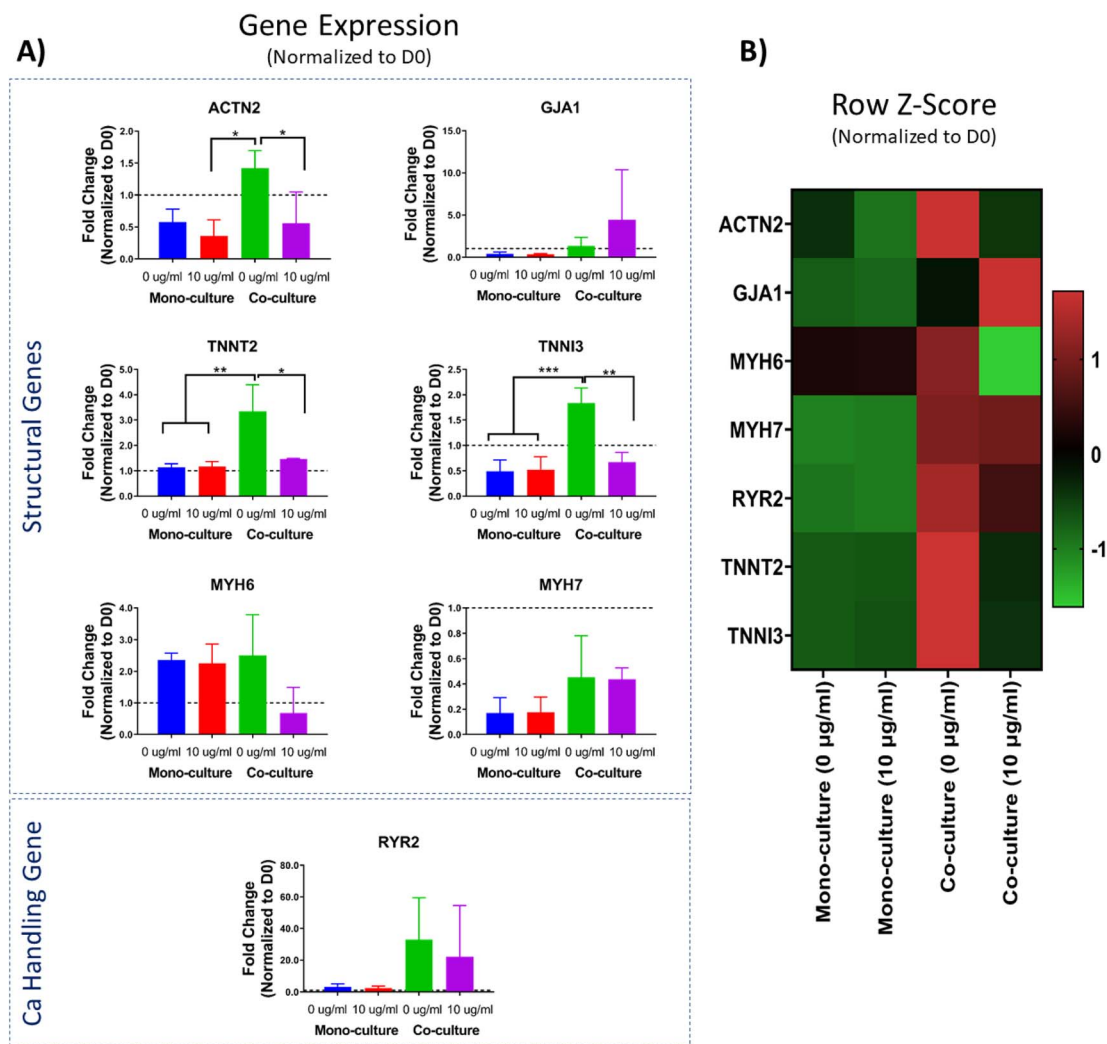 A)
Gene Expression
(Normalized to D0)
Structural Genes
ACTN2
Fold Change
(Normalized to D0)
2.0
1.5
1.0
0.5
0.0
* *
0 ug/ml 10 ug/ml 0 ug/ml 10 ug/ml
Mono-culture Co-culture
GJA1
Fold Change
(Normalized to D0)
15.0
10.0
5.0
0.0
0 ug/ml 10 ug/ml 0 ug/ml 10 ug/ml
Mono-culture Co-culture
TNNT2
Fold Change
(Normalized to D0)
5.0
4.0
3.0
2.0
1.0
0.0
** *
0 ug/ml 10 ug/ml 0 ug/ml 10 ug/ml
Mono-culture Co-culture
TNNI3
Fold Change
(Normalized to D0)
2.5
2.0
1.5
1.0
0.5
0.0
*** **
0 ug/ml 10 ug/ml 0 ug/ml 10 ug/ml
Mono-culture Co-culture
MYH6
Fold Change
(Normalized to D0)
4.0
3.0
2.0
1.0
0.0
0 ug/ml 10 ug/ml 0 ug/ml 10 ug/ml
Mono-culture Co-culture
MYH7
Fold Change
(Normalized to D0)
1.0
0.8
0.6
0.4
0.2
0.0
0 ug/ml 10 ug/ml 0 ug/ml 10 ug/ml
Mono-culture Co-culture
Ca Handling Gene
RYR2
Fold Change
(Normalized to D0)
80.0
60.0
40.0
20.0
0.0
0 ug/ml 10 ug/ml 0 ug/ml 10 ug/ml
Mono-culture Co-culture
B)
Row Z-Score
(Normalized to D0)
ACTN2
GJA1
MYH6
MYH7
RYR2
TNNT2
TNNI3
1
0
-1
Mono-culture (0 µg/ml)
Mono-culture (10 µg/ml)
Co-culture (0 µg/ml)
Co-culture (10 µg/ml)